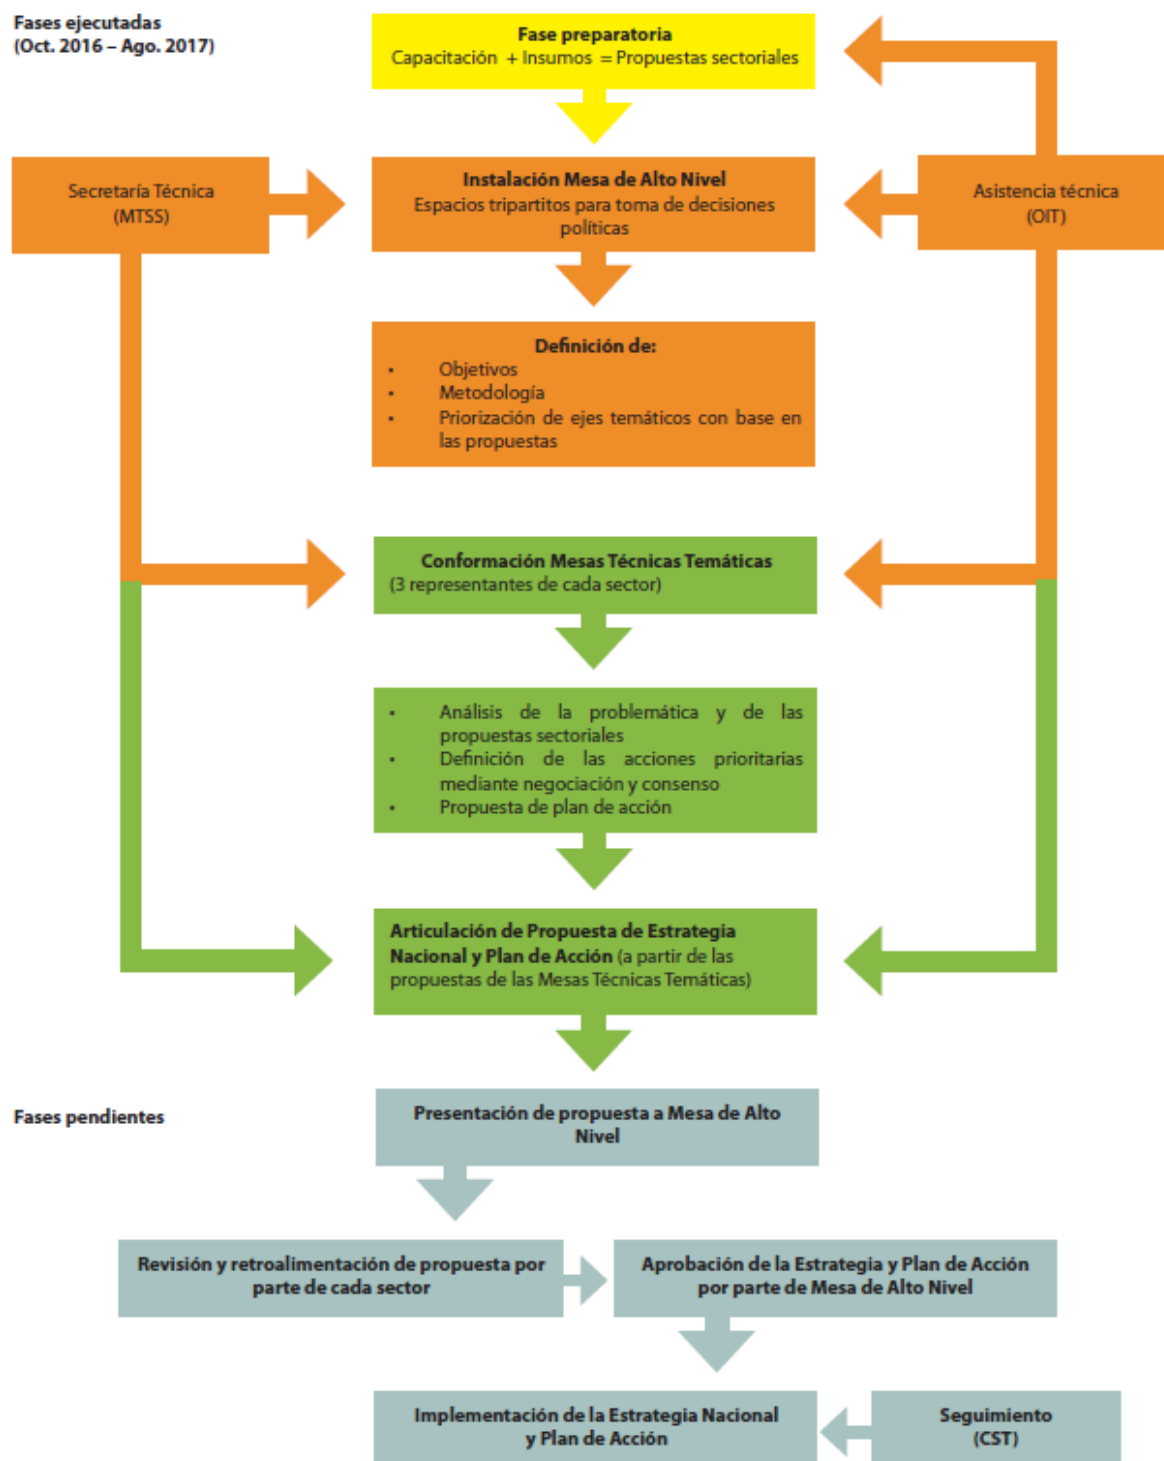 Fases ejecutadas
(Oct. 2016 – Ago. 2017)
Fase preparatoria
Capacitación + Insumos = Propuestas sectoriales
Secretaría Técnica
(MTSS)
Instalación Mesa de Alto Nivel
Espacios tripartitos para toma de decisiones
políticas
Asistencia técnica
(OIT)
Definición de:
• Objetivos
• Metodología
• Priorización de ejes temáticos con base en
las propuestas
Conformación Mesas Técnicas Temáticas
(3 representantes de cada sector)
• Análisis de la problemática y de las
propuestas sectoriales
• Definición de las acciones prioritarias
mediante negociación y consenso
• Propuesta de plan de acción
Articulación de Propuesta de Estrategia
Nacional y Plan de Acción (a partir de las
propuestas de las Mesas Técnicas Temáticas)
Fases pendientes
Presentación de propuesta a Mesa de Alto
Nivel
Revisión y retroalimentación de propuesta por
parte de cada sector
Aprobación de la Estrategia y Plan de Acción
por parte de Mesa de Alto Nivel
Implementación de la Estrategia Nacional
y Plan de Acción
Seguimiento
(CST)